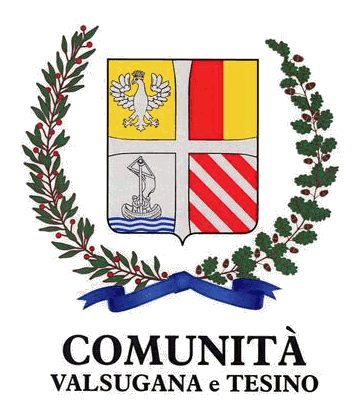 COMUNITÀ
VALSUGANA e TESINO